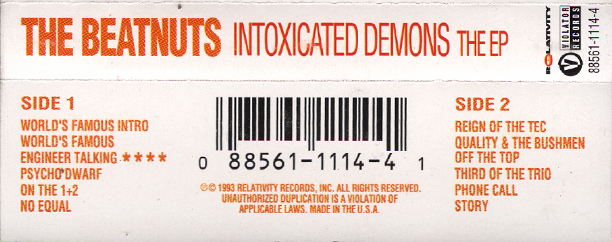 THE BEATNUTS INTOXICATED DEMONS THE EP
RELATIVITY
VIOLATOR
RECORDS
V
88561-1114-4
SIDE 1
WORLD'S FAMOUS INTRO
WORLD'S FAMOUS
ENGINEER TALKING ****
PSYCHO DWARF
ON THE 1+2
NO EQUAL
0 88561-1114-4 1
℗© 1993 RELATIVITY RECORDS, INC. ALL RIGHTS RESERVED.
UNAUTHORIZED DUPLICATION IS A VIOLATION OF
APPLICABLE LAWS. MADE IN THE U.S.A.
SIDE 2
REIGN OF THE TEC
QUALITY & THE BUSHMEN
OFF THE TOP
THIRD OF THE TRIO
PHONE CALL
STORY